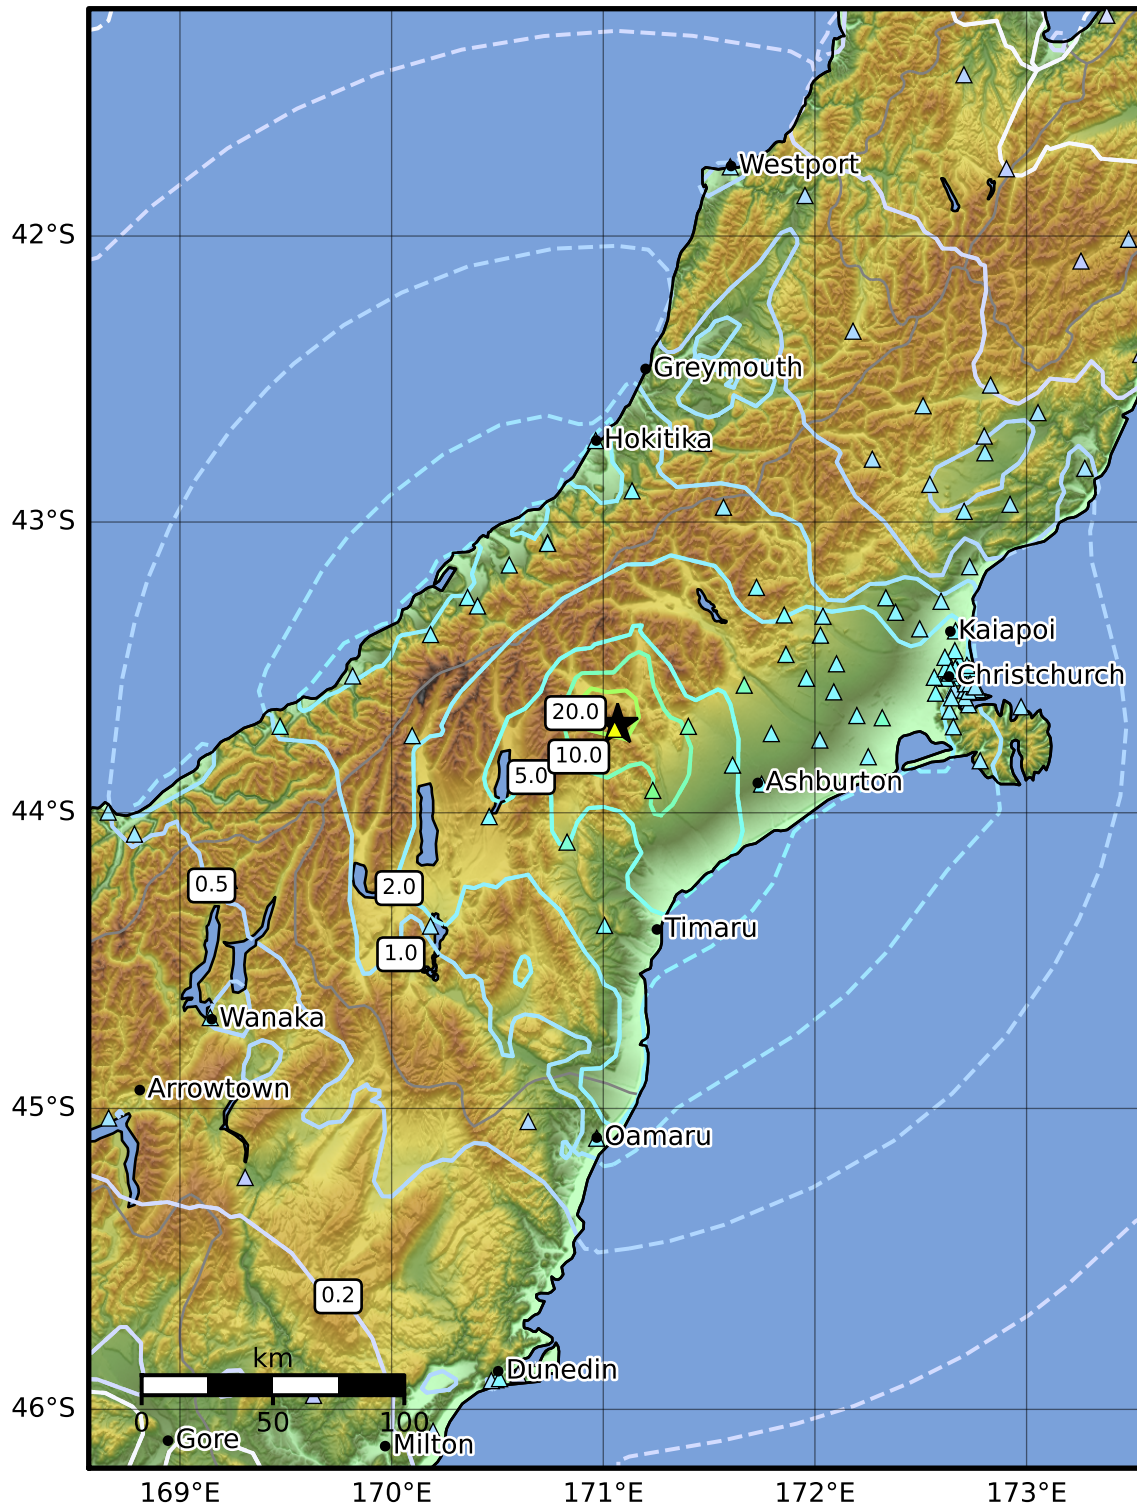 Westport
42°S
Greymouth
Hokitika
43°S
Kaiapoi
Christchurch
20.0
10.0
5.0
Ashburton
44°S
0.5
2.0
Timaru
1.0
Wanaka
Arrowtown
45°S
Oamaru
0.2
km
Dunedin
0 50 100
46°S
Gore
Milton
169°E 170°E 171°E 172°E 173°E